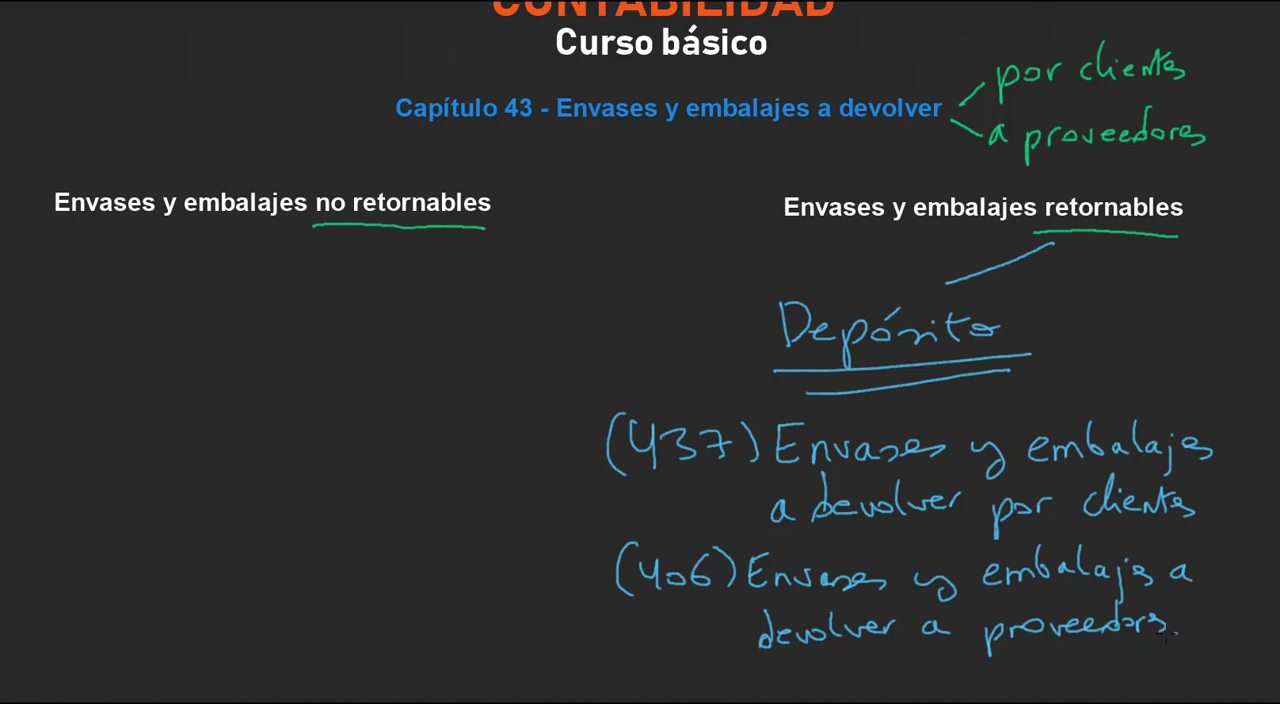 CONTABILIDAD
Curso básico
Capítulo 43 - Envases y embalajes a devolver
por clientes
a proveedores
Envases y embalajes no retornables
Envases y embalajes retornables
Depósito
(437) Envases y embalajes
a devolver por clientes
(406) Envases y embalajes a
devolver a proveedores